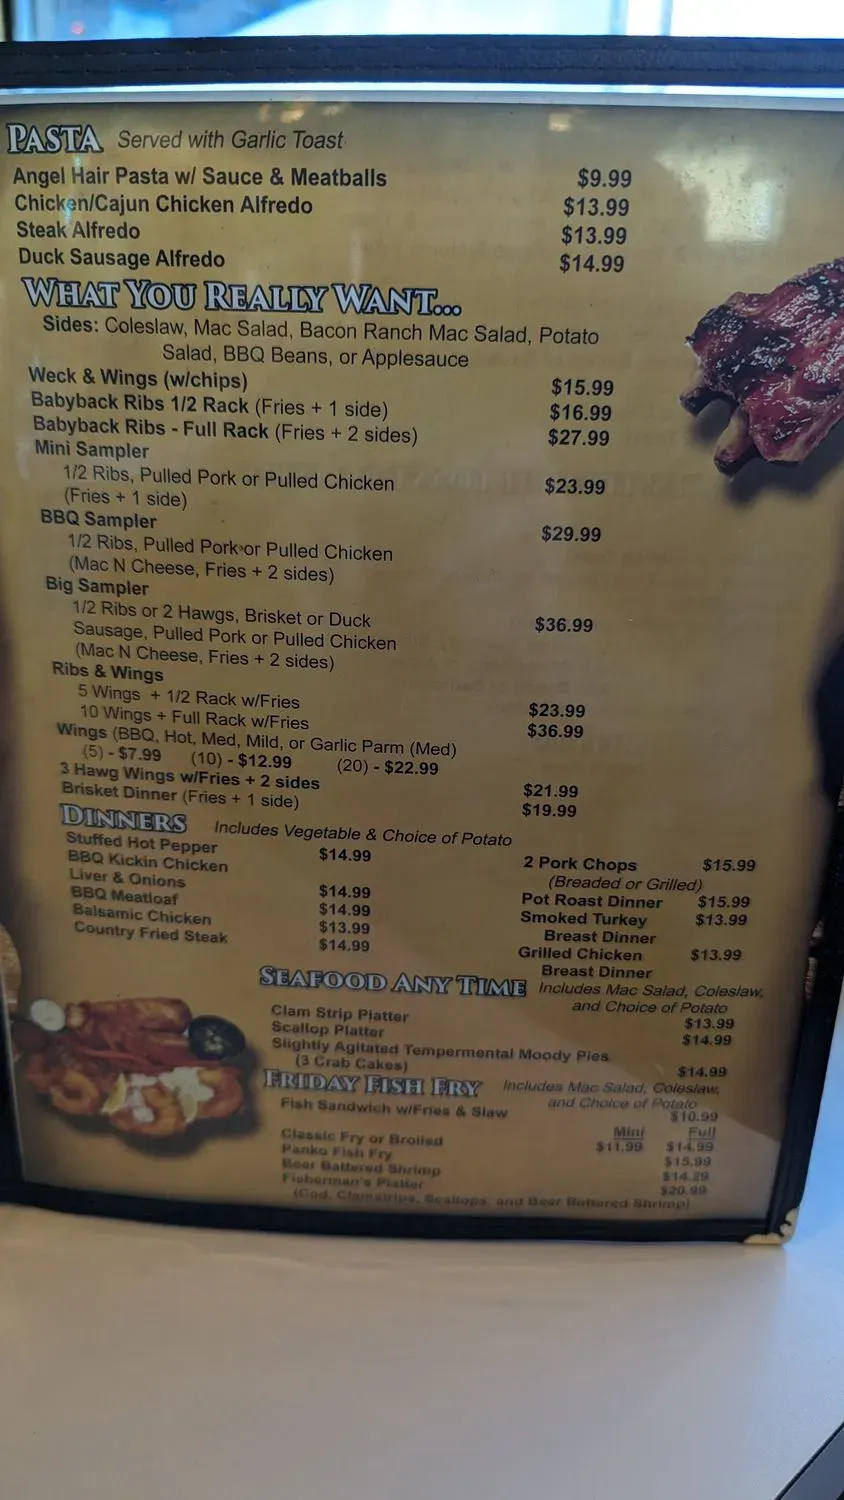 PASTA Served with Garlic Toast
Angel Hair Pasta w/ Sauce & Meatballs $9.99
Chicken/Cajun Chicken Alfredo $13.99
Steak Alfredo $13.99
Duck Sausage Alfredo $14.99
WHAT YOU REALLY WANT...
Sides: Coleslaw, Mac Salad, Bacon Ranch Mac Salad, Potato
Salad, BBQ Beans, or Applesauce
Weck & Wings (w/chips) $15.99
Babyback Ribs 1/2 Rack (Fries + 1 side) $16.99
Babyback Ribs - Full Rack (Fries + 2 sides) $27.99
Mini Sampler
1/2 Ribs, Pulled Pork or Pulled Chicken $23.99
(Fries + 1 side)
BBQ Sampler $29.99
1/2 Ribs, Pulled Pork or Pulled Chicken
(Mac N Cheese, Fries + 2 sides)
Big Sampler
1/2 Ribs or 2 Hawgs, Brisket or Duck $36.99
Sausage, Pulled Pork or Pulled Chicken
(Mac N Cheese, Fries + 2 sides)
Ribs & Wings
5 Wings + 1/2 Rack w/Fries $23.99
10 Wings + Full Rack w/Fries $36.99
Wings (BBQ, Hot, Med, Mild, or Garlic Parm (Med)
(5) - $7.99 (10) - $12.99 (20) - $22.99
3 Hawg Wings w/Fries + 2 sides $21.99
Brisket Dinner (Fries + 1 side) $19.99
DINNERS Includes Vegetable & Choice of Potato
Stuffed Hot Pepper $14.99
BBQ Kickin Chicken
Liver & Onions $14.99
BBQ Meatloaf $14.99
Balsamic Chicken $13.99
Country Fried Steak $14.99
2 Pork Chops $15.99
(Breaded or Grilled)
Pot Roast Dinner $15.99
Smoked Turkey $13.99
Breast Dinner
Grilled Chicken $13.99
Breast Dinner
SEAFOOD ANY TIME Includes Mac Salad, Coleslaw,
and Choice of Potato
Clam Strip Platter $13.99
Scallop Platter $14.99
Slightly Agitated Tempermental Moody Pies
(3 Crab Cakes) $14.99
FRIDAY FISH FRY Includes Mac Salad, Coleslaw,
and Choice of Potato
Fish Sandwich w/Fries & Slaw $10.99
Mini Full
Classic Fry or Broiled $11.99 $14.99
Panko Fish Fry $15.99
Beer Battered Shrimp $14.29
Fisherman's Platter $20.99
(Cod, Clamstrips, Scallops, and Beer Battered Shrimp)